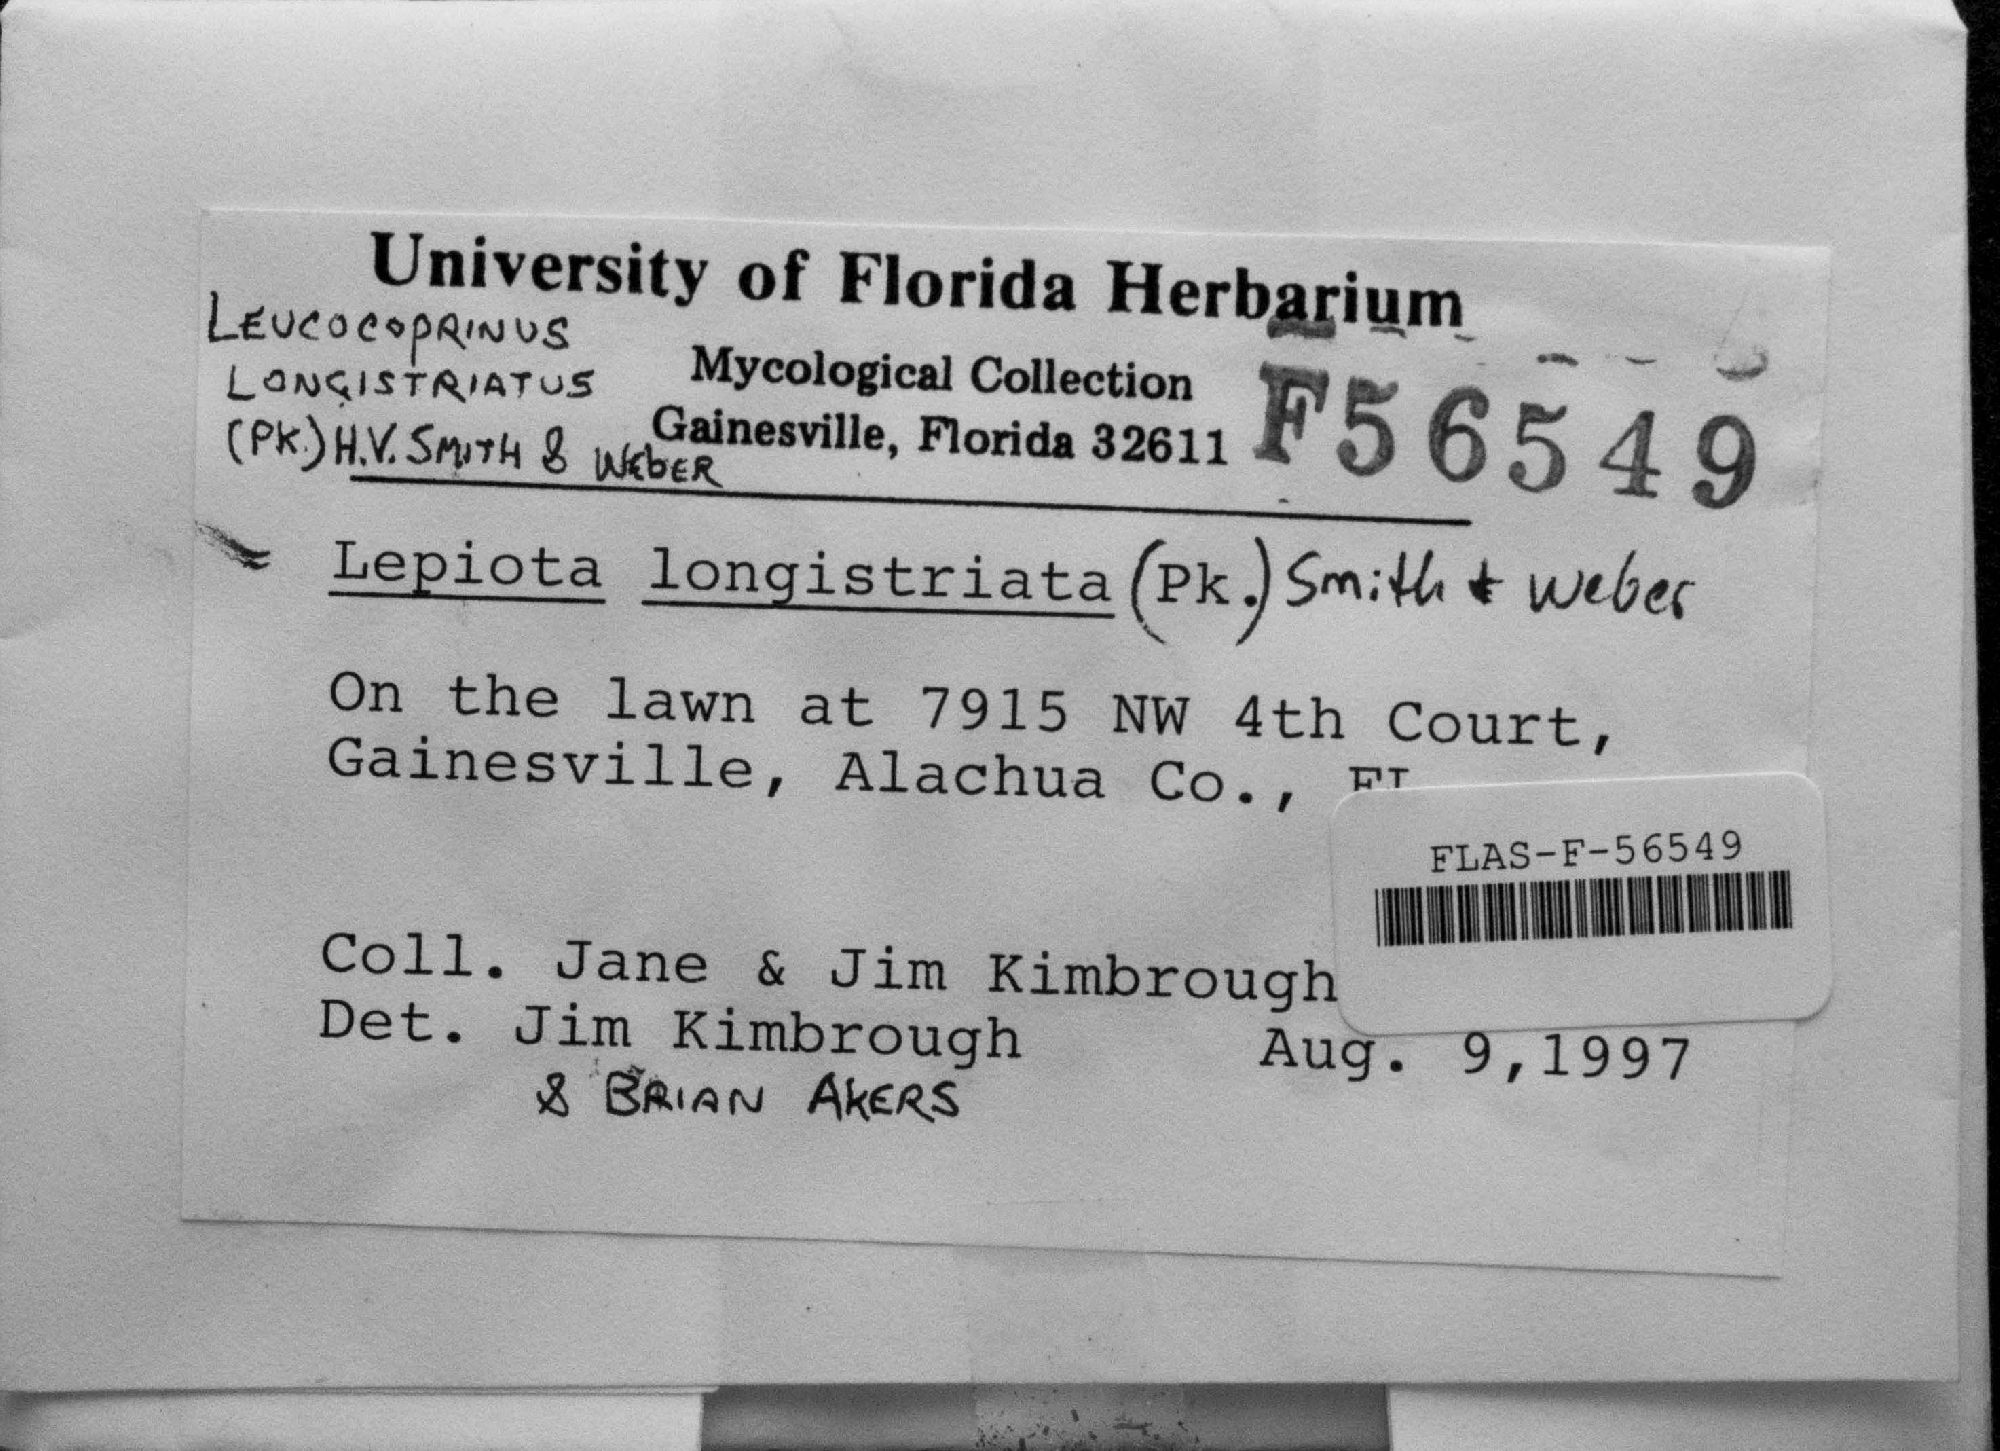 University of Florida Herbarium
LEUCOCOPRINUS
LONGISTRIATUS
(PK.) H.V. SMITH & WEBER
Mycological Collection
Gainesville, Florida 32611
F56549
Lepiota longistriata (Pk.) Smith + Weber
On the lawn at 7915 NW 4th Court,
Gainesville, Alachua Co., FL
FLAS-F-56549
Coll. Jane & Jim Kimbrough
Det. Jim Kimbrough Aug. 9,1997
& BRIAN AKERS